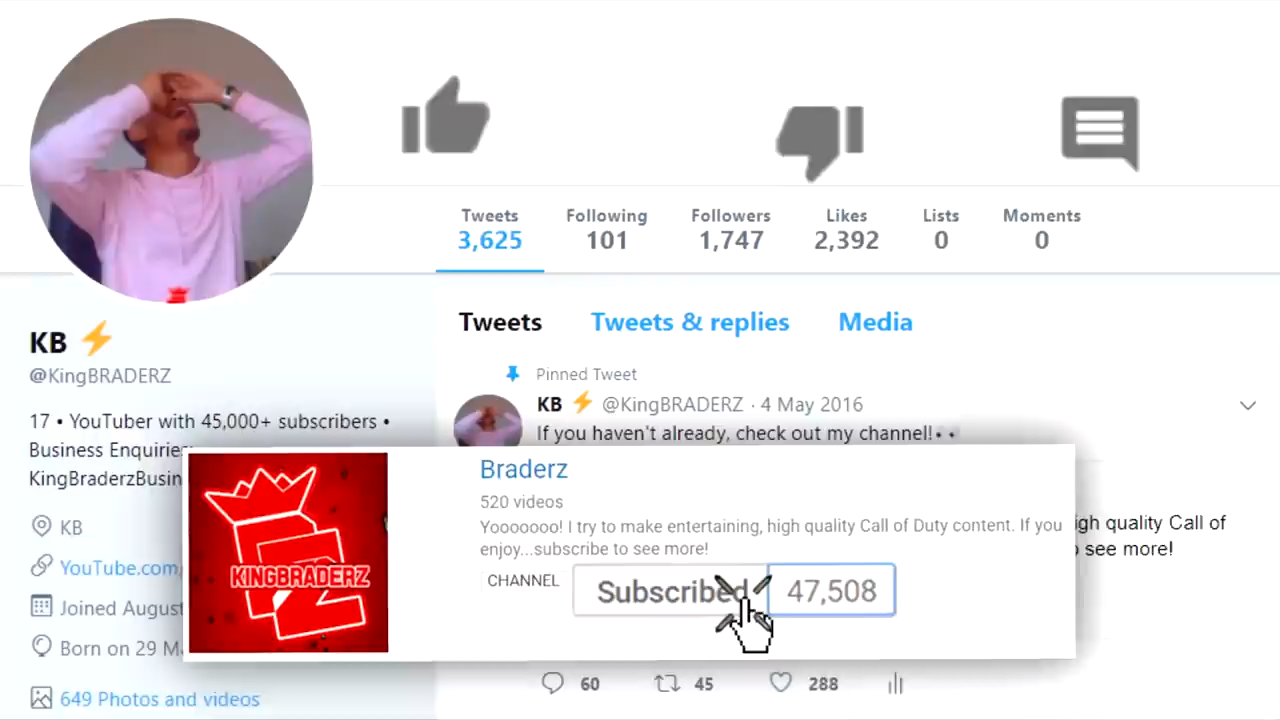 Tweets Following Followers Likes Lists Moments
3,625 101 1,747 2,392 0 0
KB
@KingBRADERZ
17 • YouTuber with 45,000+ subscribers •
Business Enquiries
KingBraderzBusin
KB
YouTube.com
Joined August
Born on 29 M
649 Photos and videos
Tweets Tweets & replies Media
Pinned Tweet
KB @KingBRADERZ · 4 May 2016
If you haven't already, check out my channel!
igh quality Call of
see more!
KINGBRADERZ
Braderz
520 videos
Yooooooo! I try to make entertaining, high quality Call of Duty content. If you
enjoy...subscribe to see more!
CHANNEL Subscribed 47,508
60 45 288